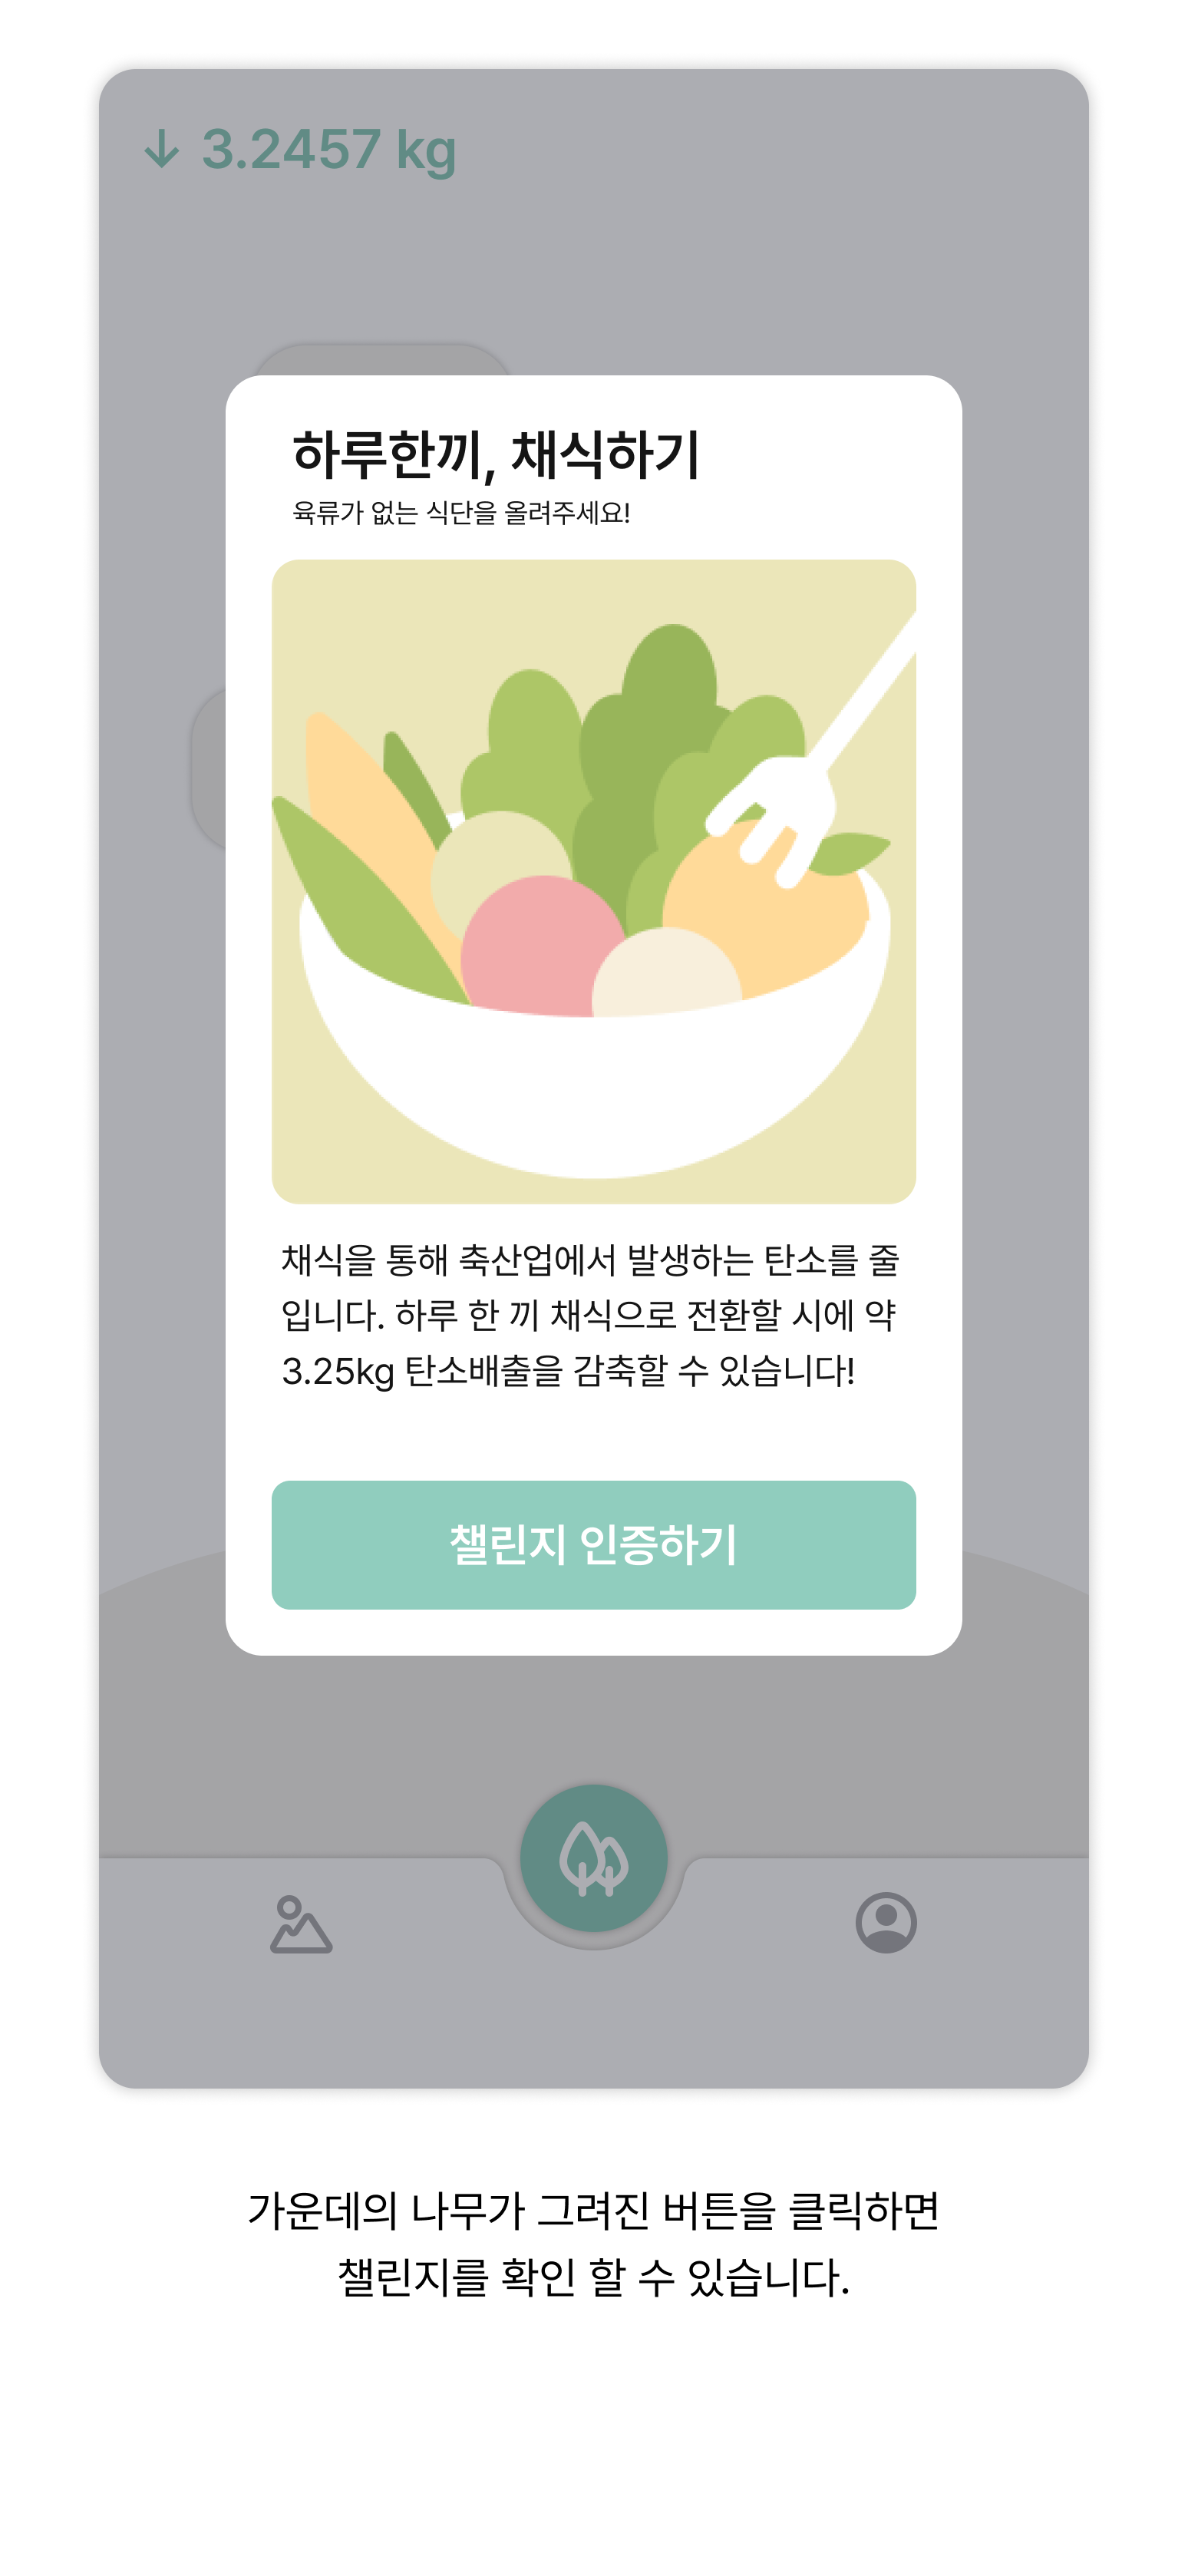 ↓ 3.2457 kg
하루한끼, 채식하기
육류가 없는 식단을 올려주세요!
채식을 통해 축산업에서 발생하는 탄소를 줄
입니다. 하루 한 끼 채식으로 전환할 시에 약
3.25kg 탄소배출을 감축할 수 있습니다!
챌린지 인증하기
가운데의 나무가 그려진 버튼을 클릭하면
챌린지를 확인 할 수 있습니다.